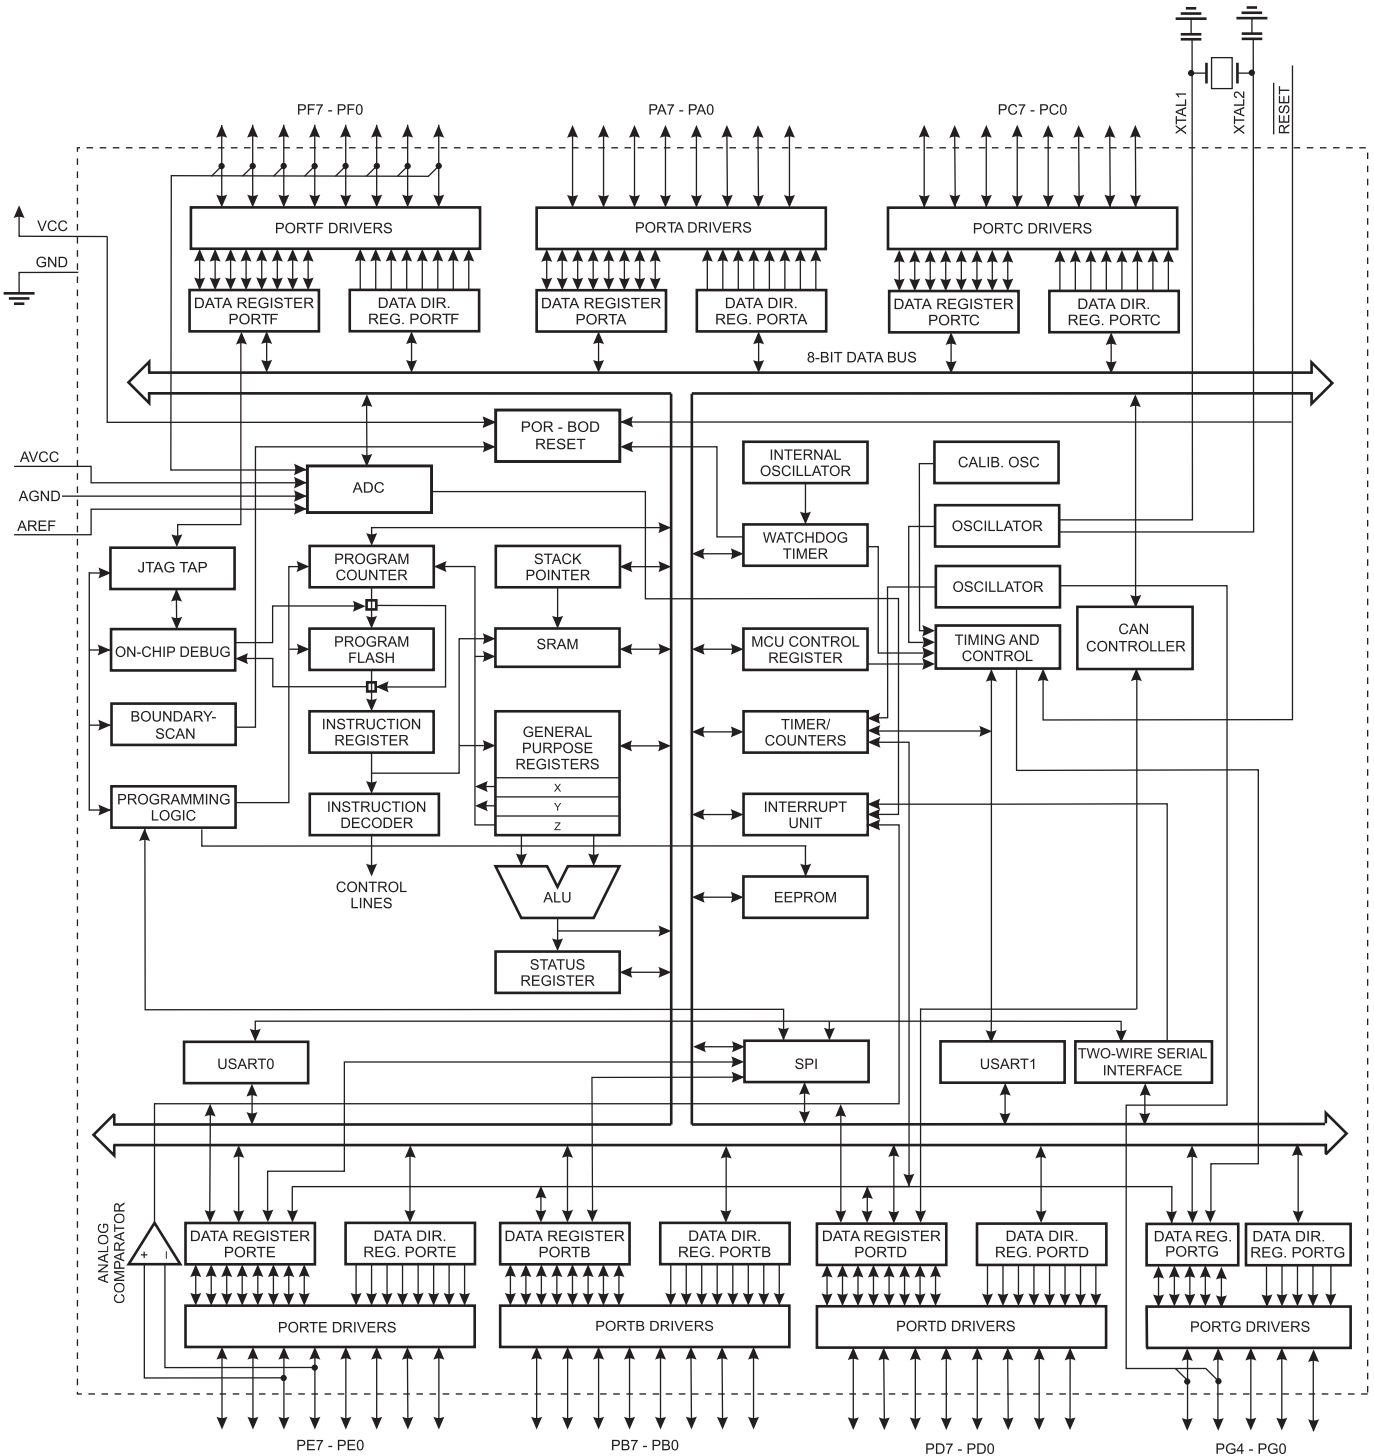 XTAL1
XTAL2
RESET
PF7 - PF0
PA7 - PA0
PC7 - PC0
VCC
GND
PORTF DRIVERS
PORTA DRIVERS
PORTC DRIVERS
DATA REGISTER
PORTF
DATA DIR.
REG. PORTF
DATA REGISTER
PORTA
DATA DIR.
REG. PORTA
DATA REGISTER
PORTC
DATA DIR.
REG. PORTC
8-BIT DATA BUS
POR - BOD
RESET
INTERNAL
OSCILLATOR
CALIB. OSC
AVCC
AGND
AREF
ADC
OSCILLATOR
WATCHDOG
TIMER
JTAG TAP
PROGRAM
COUNTER
STACK
POINTER
OSCILLATOR
ON-CHIP DEBUG
PROGRAM
FLASH
SRAM
MCU CONTROL
REGISTER
TIMING AND
CONTROL
CAN
CONTROLLER
BOUNDARY-
SCAN
INSTRUCTION
REGISTER
GENERAL
PURPOSE
REGISTERS
X
Y
Z
TIMER/
COUNTERS
PROGRAMMING
LOGIC
INSTRUCTION
DECODER
INTERRUPT
UNIT
CONTROL
LINES
ALU
EEPROM
STATUS
REGISTER
USART0
SPI
USART1
TWO-WIRE SERIAL
INTERFACE
ANALOG
COMPARATOR
+
–
DATA REGISTER
PORTE
DATA DIR.
REG. PORTE
DATA REGISTER
PORTB
DATA DIR.
REG. PORTB
DATA REGISTER
PORTD
DATA DIR.
REG. PORTD
DATA REG.
PORTG
DATA DIR.
REG. PORTG
PORTE DRIVERS
PORTB DRIVERS
PORTD DRIVERS
PORTG DRIVERS
PE7 - PE0
PB7 - PB0
PD7 - PD0
PG4 - PG0